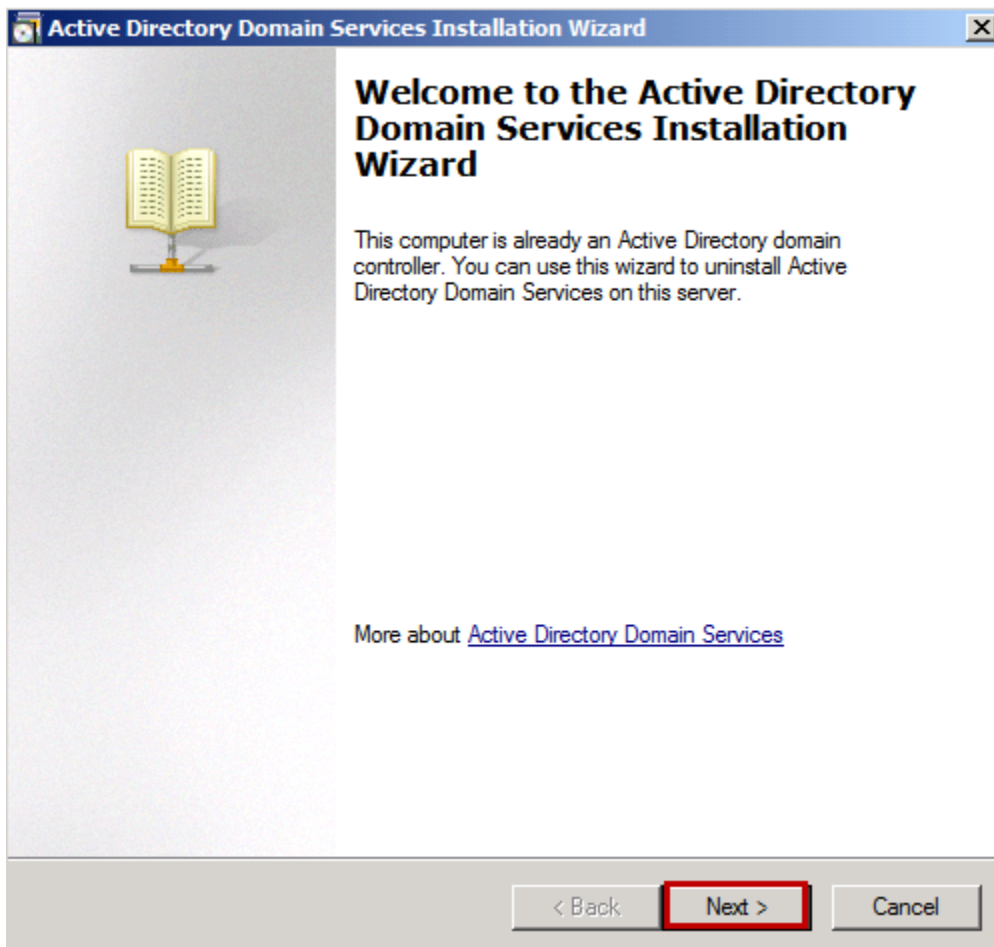 Active Directory Domain Services Installation Wizard
Welcome to the Active Directory
Domain Services Installation
Wizard
This computer is already an Active Directory domain
controller. You can use this wizard to uninstall Active
Directory Domain Services on this server.
More about Active Directory Domain Services
< Back
Next >
Cancel